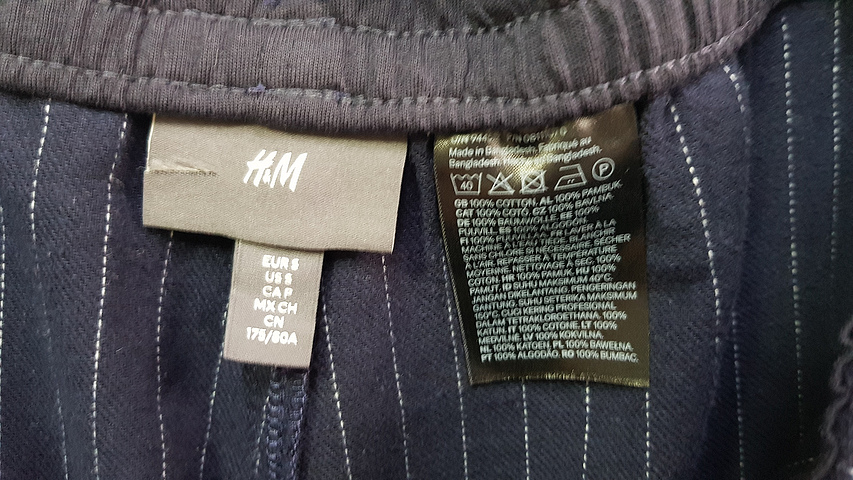 H&M
EUR S
US S
CA P
MX CH
CN
175/80A
Made in Bangladesh. Fabriqué au
Bangladesh. Bangladesh.
40 P
GB 100% COTTON. AL 100% PAMBUK.
CAT 100% COTÓ. CZ 100% BAVLNA.
DE 100% BAUMWOLLE. EE 100%
PUUVILL. ES 100% ALGODÓN.
FI 100% PUUVILLA. FR LAVER À LA
MACHINE À L'EAU TIÈDE. BLANCHIR
SANS CHLORE SI NÉCESSAIRE. SÉCHER
À L'AIR. REPASSER À TEMPÉRATURE
MOYENNE. NETTOYAGE À SEC. 100%
COTON. HR 100% PAMUK. HU 100%
PAMUT. ID SUHU MAKSIMUM 40°C.
JANGAN DIKELANTANG. PENGERINGAN
GANTUNG. SUHU SETERIKA MAKSIMUM
150°C. CUCI KERING PROFESIONAL
DALAM TETRAKLOROETHANA. 100%
KATUN. IT 100% COTONE. LT 100%
MEDVILNĖ. LV 100% KOKVILNA.
NL 100% KATOEN. PL 100% BAWEŁNA.
PT 100% ALGODÃO. RO 100% BUMBAC.